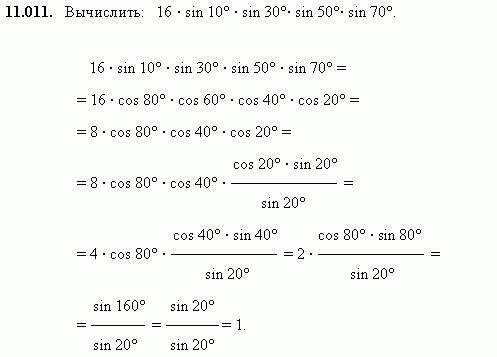 11.011. Вычислить: 16 · sin 10° · sin 30°· sin 50°· sin 70°.
16 · sin 10° · sin 30° · sin 50° · sin 70° =
= 16 · cos 80° · cos 60° · cos 40° · cos 20° =
= 8 · cos 80° · cos 40° · cos 20° =
cos 20° · sin 20°
= 8 · cos 80° · cos 40° · =
sin 20°
cos 40° · sin 40° cos 80° · sin 80°
= 4 · cos 80° · = 2 · =
sin 20° sin 20°
sin 160° sin 20°
= = = 1.
sin 20° sin 20°